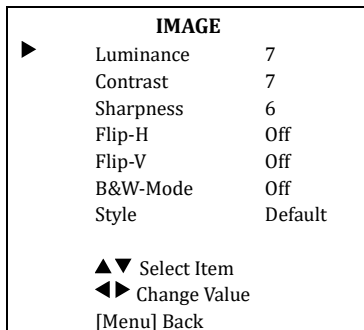 IMAGE
▶ Luminance 7
Contrast 7
Sharpness 6
Flip-H Off
Flip-V Off
B&W-Mode Off
Style Default
▲▼ Select Item
◀▶ Change Value
[Menu] Back